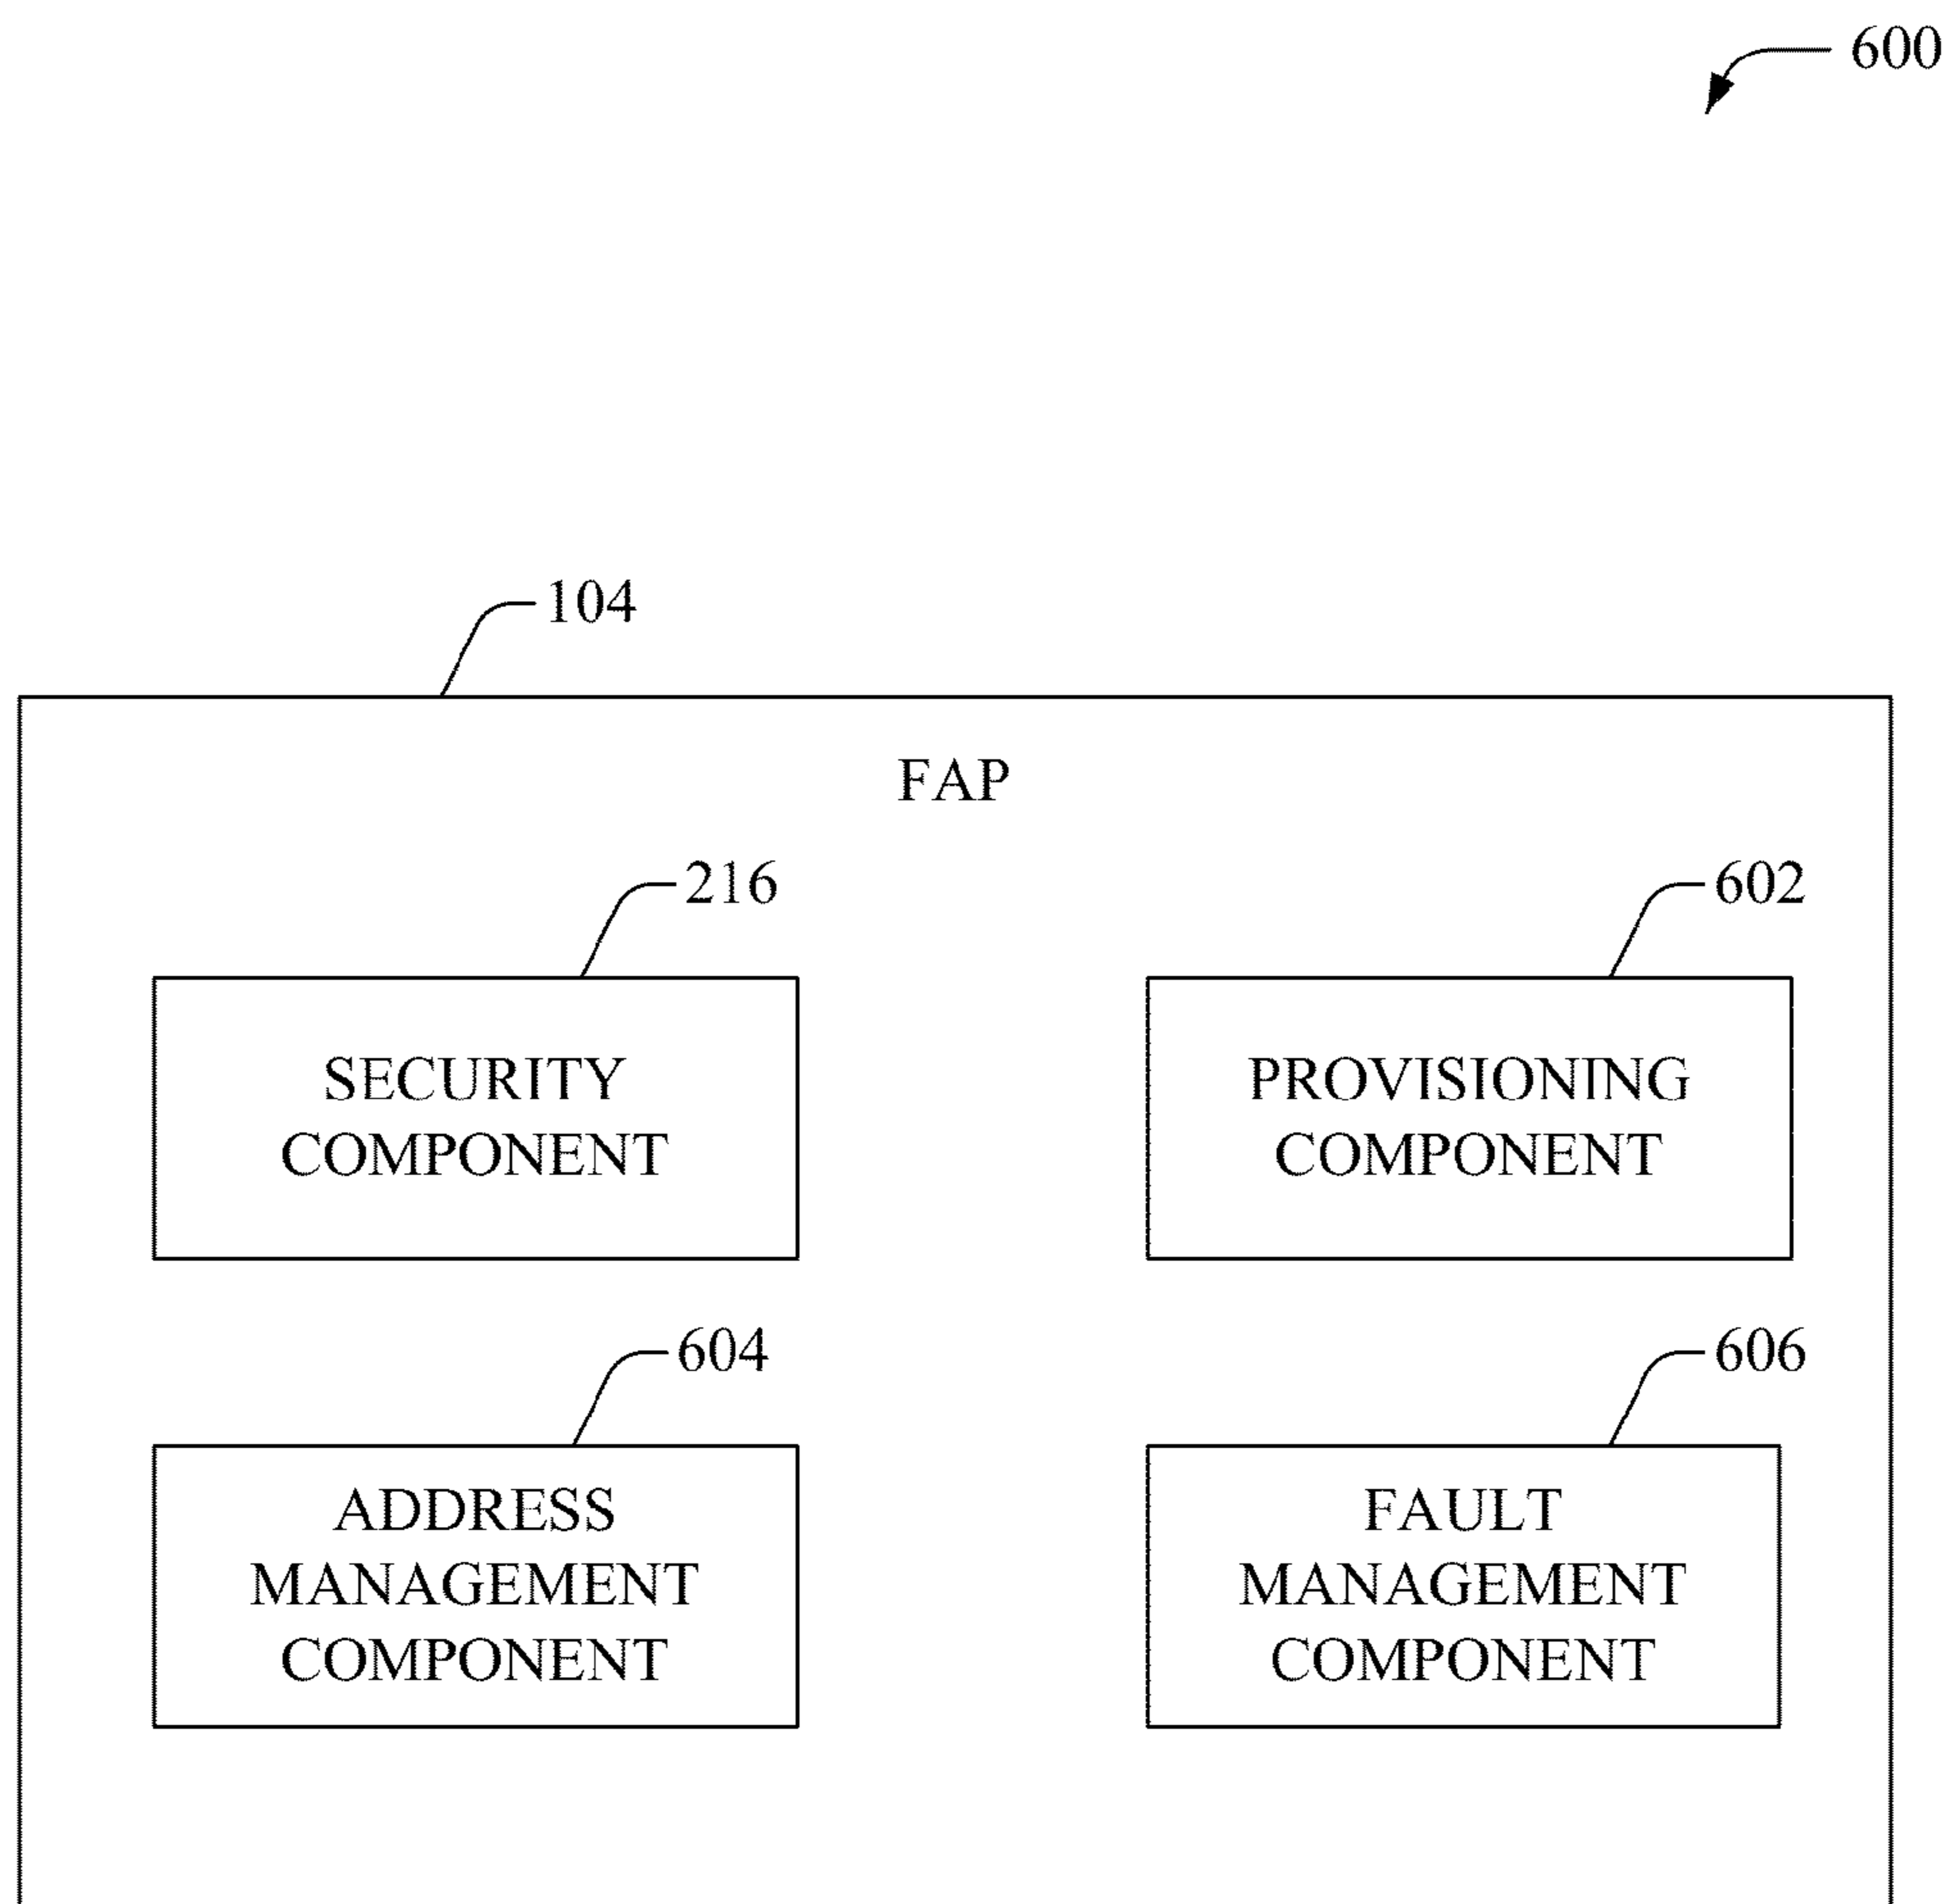 600
104
FAP
216
602
SECURITY
COMPONENT
PROVISIONING
COMPONENT
604
606
ADDRESS
MANAGEMENT
COMPONENT
FAULT
MANAGEMENT
COMPONENT